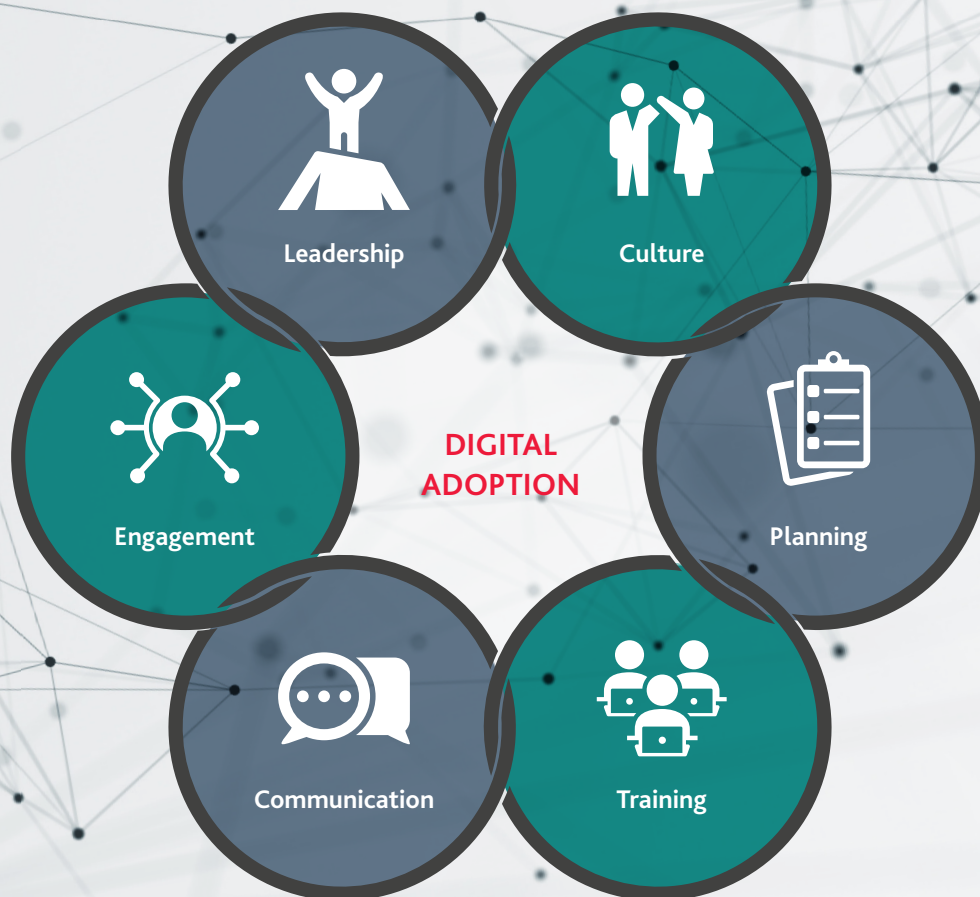 Leadership
Culture
Engagement
DIGITAL
ADOPTION
Planning
Communication
Training